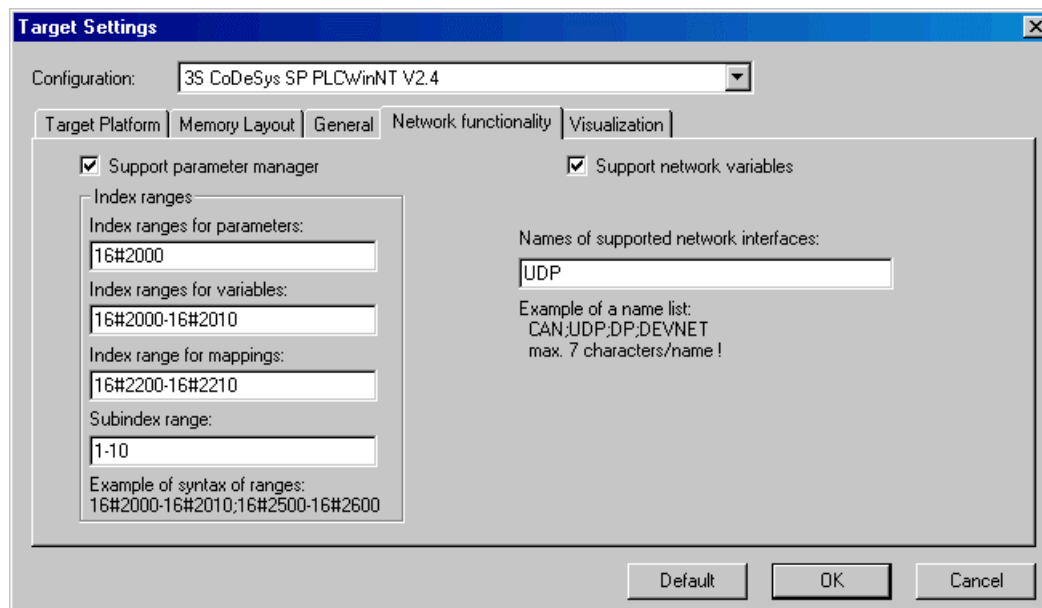 Target Settings
Configuration: 3S CoDeSys SP PLCWinNT V2.4
Target Platform Memory Layout General Network functionality Visualization
Support parameter manager
Index ranges
Index ranges for parameters:
16#2000
Index ranges for variables:
16#2000-16#2010
Index range for mappings:
16#2200-16#2210
Subindex range:
1-10
Example of syntax of ranges:
16#2000-16#2010;16#2500-16#2600
Support network variables
Names of supported network interfaces:
UDP
Example of a name list:
CAN;UDP;DP;DEVNET
max. 7 characters/name !
Default OK Cancel